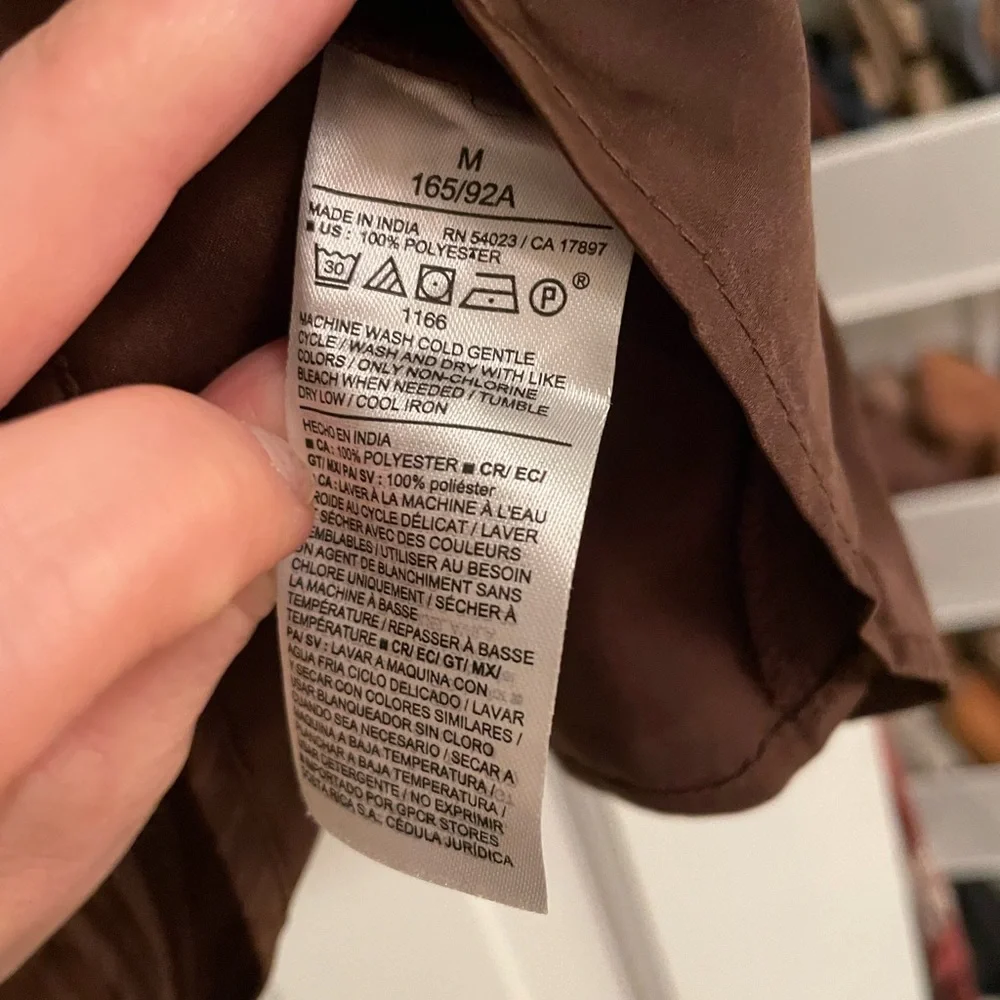 M
165/92A
MADE IN INDIA RN 54023 / CA 17897
■ US : 100% POLYESTER
30 P ®
1166
MACHINE WASH COLD GENTLE
CYCLE / WASH AND DRY WITH LIKE
COLORS / ONLY NON-CHLORINE
BLEACH WHEN NEEDED / TUMBLE
DRY LOW / COOL IRON
HECHO EN INDIA
■ CA : 100% POLYESTER ■ CR/ EC/
GT/ MX/ PA/ SV : 100% poliéster
CA : LAVER À LA MACHINE À L'EAU
ROIDE AU CYCLE DÉLICAT / LAVER
SÉCHER AVEC DES COULEURS
EMBLABLES / UTILISER AU BESOIN
UN AGENT DE BLANCHIMENT SANS
CHLORE UNIQUEMENT / SÉCHER À
LA MACHINE À BASSE
TEMPÉRATURE / REPASSER À BASSE
TEMPÉRATURE ■ CR/ EC/ GT/ MX/
PA/ SV : LAVAR A MAQUINA CON
AGUA FRIA CICLO DELICADO / LAVAR
Y SECAR CON COLORES SIMILARES /
USAR BLANQUEADOR SIN CLORO
CUANDO SEA NECESARIO / SECAR A
MAQUINA A BAJA TEMPERATURA /
PLANCHAR A BAJA TEMPERATURA /
USAR DETERGENTE / NO EXPRIMIR
IMPORTADO POR GPCR STORES
COSTA RICA S.A., CÉDULA JURÍDICA